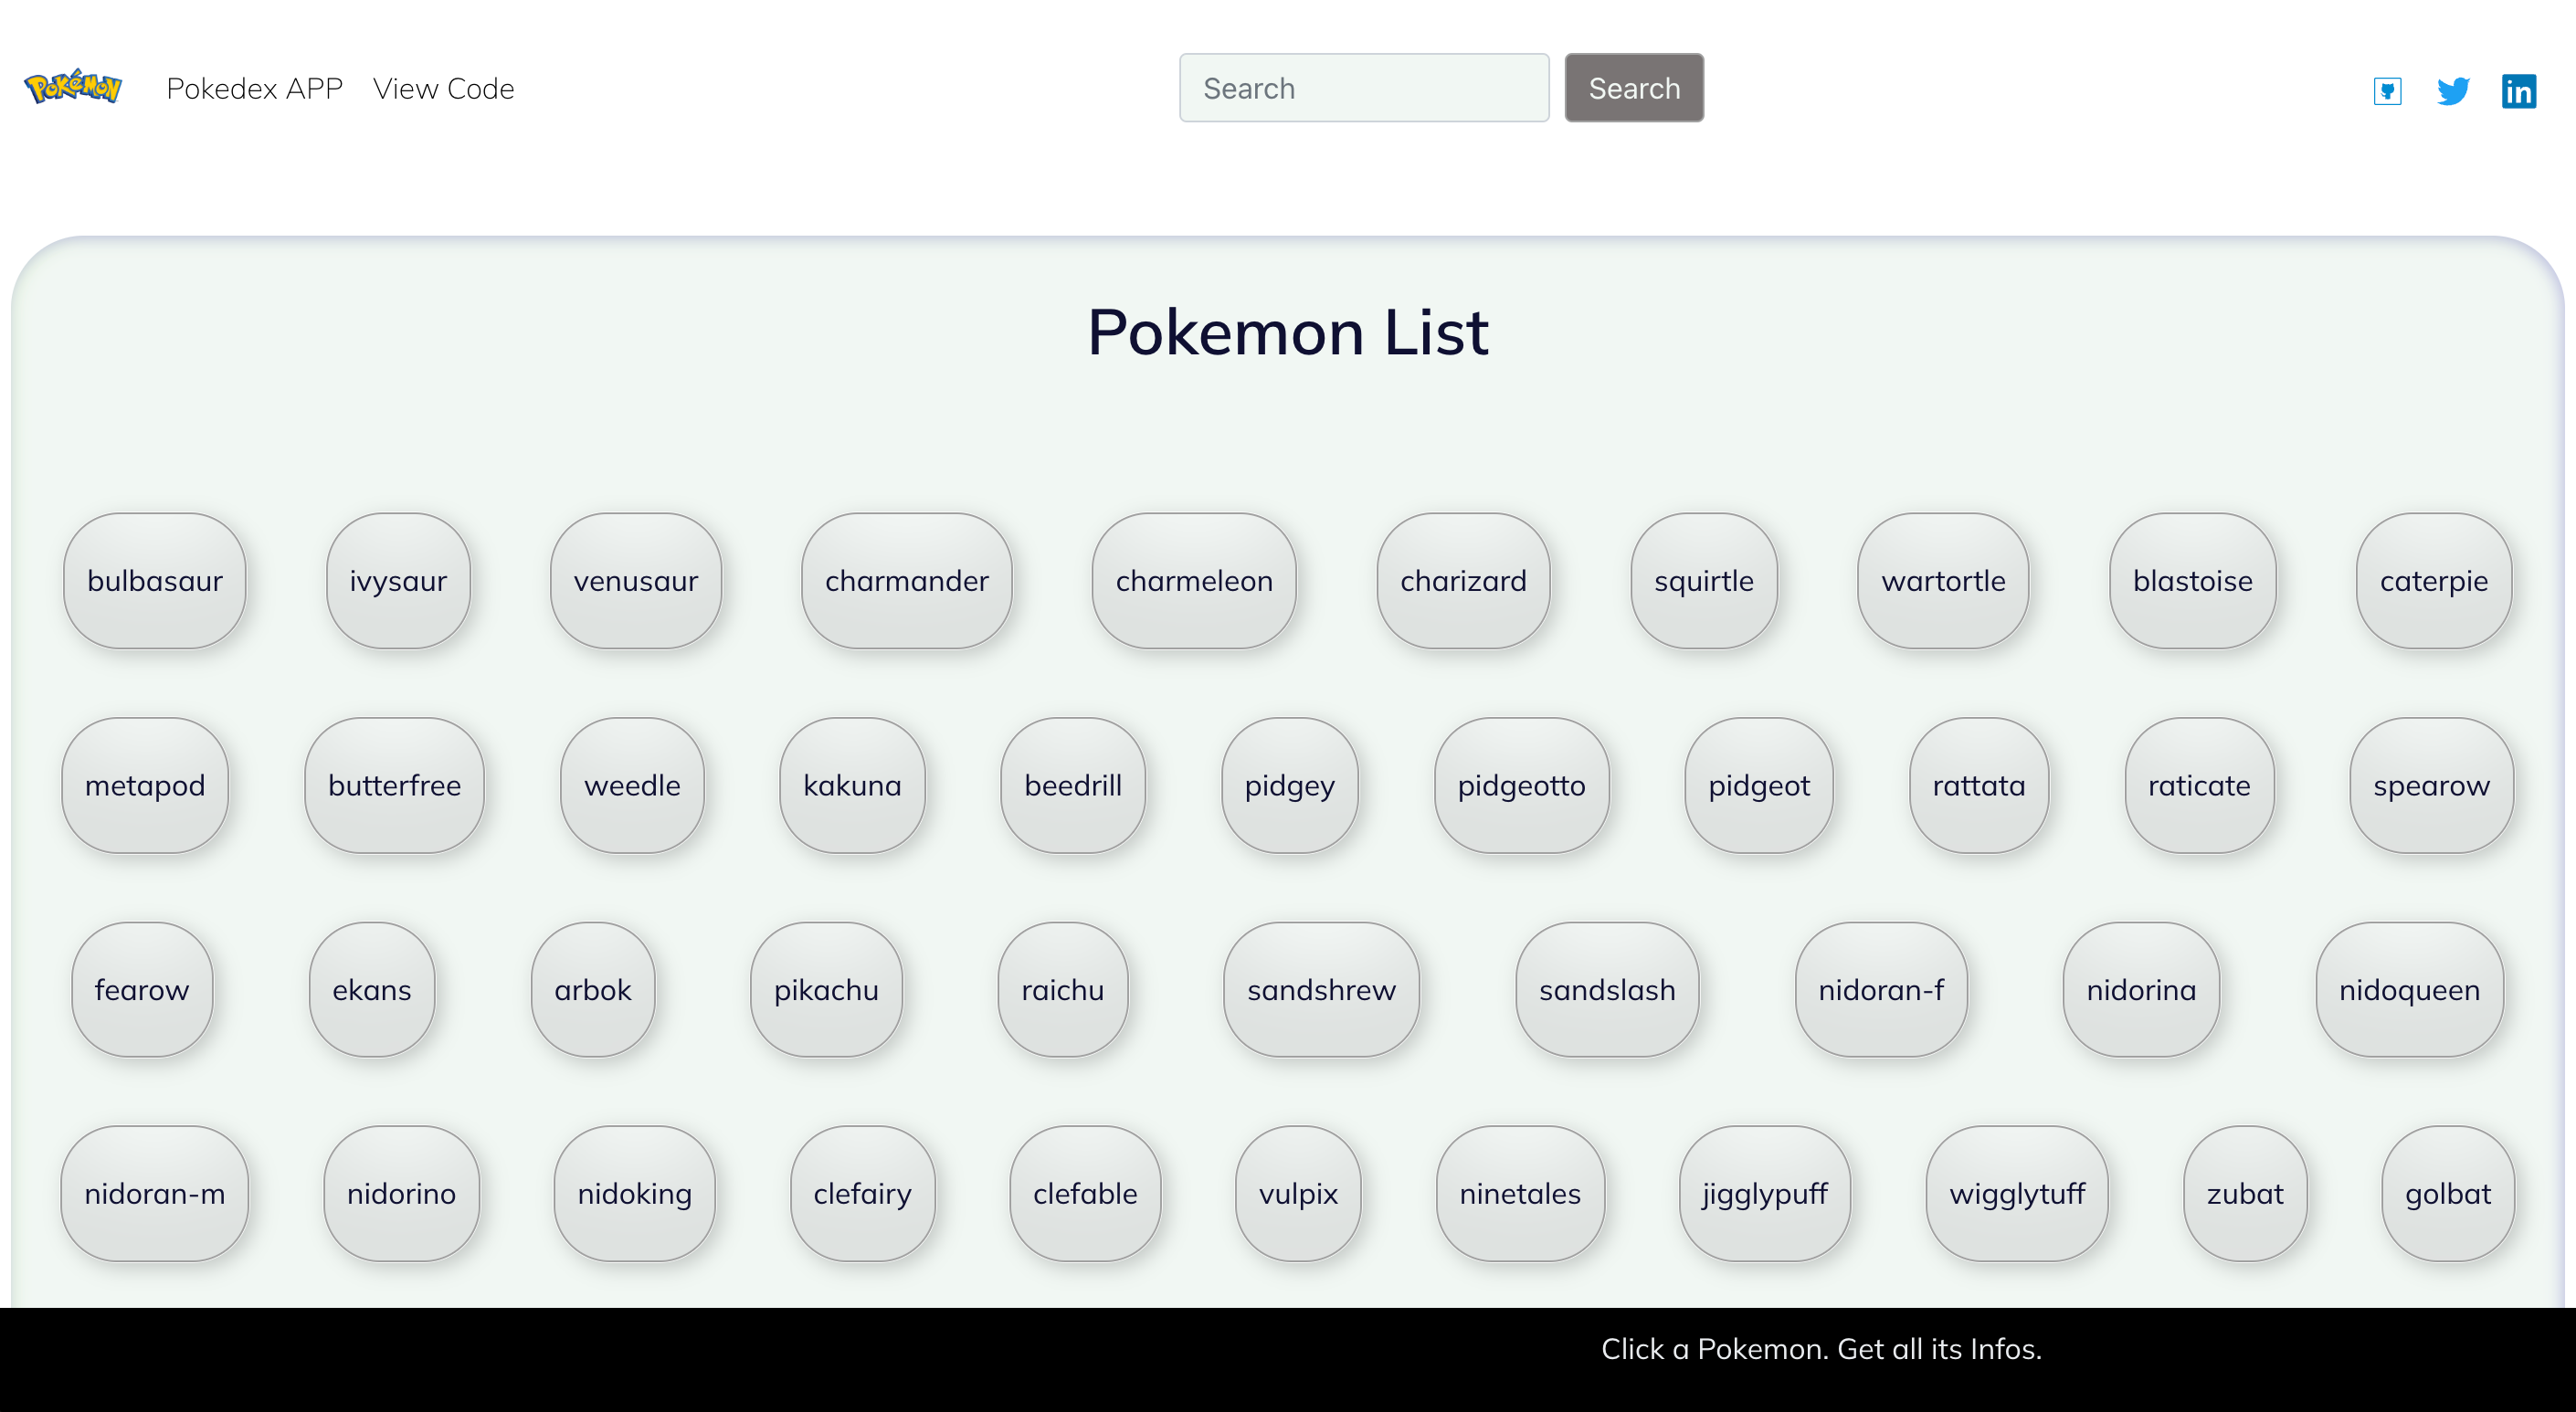 Pokémon Pokedex APP View Code Search Search in
Pokemon List
bulbasaur ivysaur venusaur charmander charmeleon charizard squirtle wartortle blastoise caterpie
metapod butterfree weedle kakuna beedrill pidgey pidgeotto pidgeot rattata raticate spearow
fearow ekans arbok pikachu raichu sandshrew sandslash nidoran-f nidorina nidoqueen
nidoran-m nidorino nidoking clefairy clefable vulpix ninetales jigglypuff wigglytuff zubat golbat
Click a Pokemon. Get all its Infos.